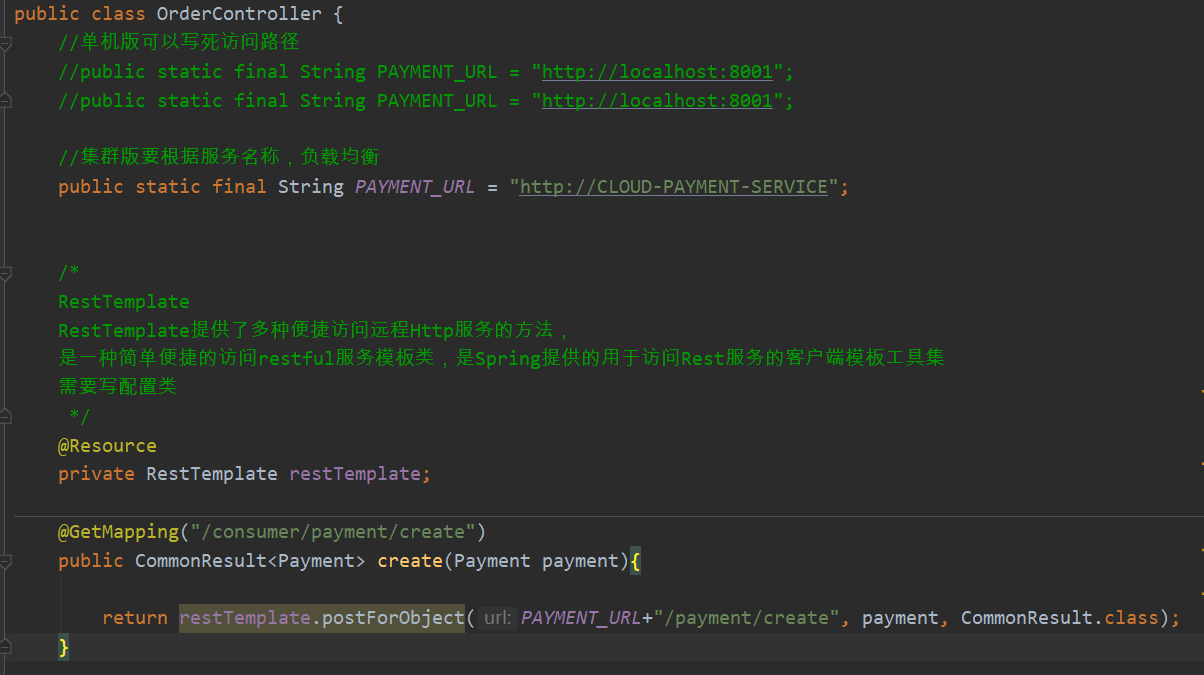 public class OrderController {
//单机版可以写死访问路径
//public static final String PAYMENT_URL = "http://localhost:8001";
//public static final String PAYMENT_URL = "http://localhost:8001";
//集群版要根据服务名称，负载均衡
public static final String PAYMENT_URL = "http://CLOUD-PAYMENT-SERVICE";
/*
RestTemplate
RestTemplate提供了多种便捷访问远程Http服务的方法，
是一种简单便捷的访问restful服务模板类，是Spring提供的用于访问Rest服务的客户端模板工具集
需要写配置类
*/
@Resource
private RestTemplate restTemplate;
@GetMapping("/consumer/payment/create")
public CommonResult<Payment> create(Payment payment){
return restTemplate.postForObject( url: PAYMENT_URL+"/payment/create", payment, CommonResult.class);
}